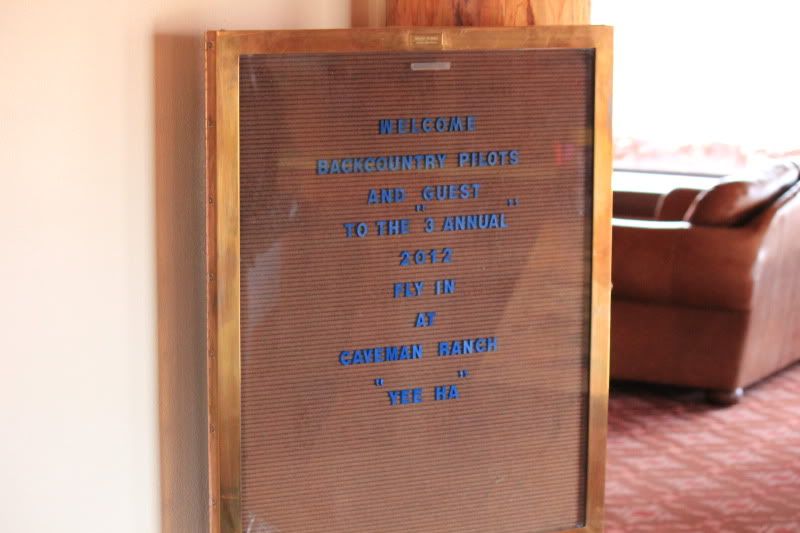 WELCOME
BACKCOUNTRY PILOTS
AND GUEST
TO THE "3 ANNUAL"
2012
FLY IN
AT
CAVEMAN RANCH
"YEE HA"